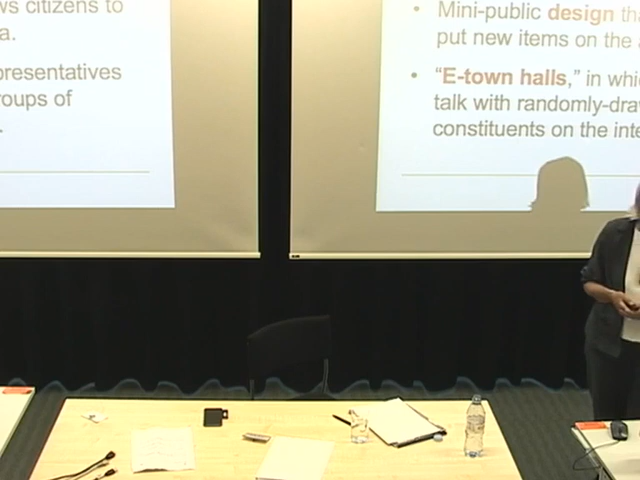 ws citizens to
a.
presentatives
roups of
Mini-public design tha
put new items on the a
“E-town halls,” in whic
talk with randomly-draw
constituents on the inte